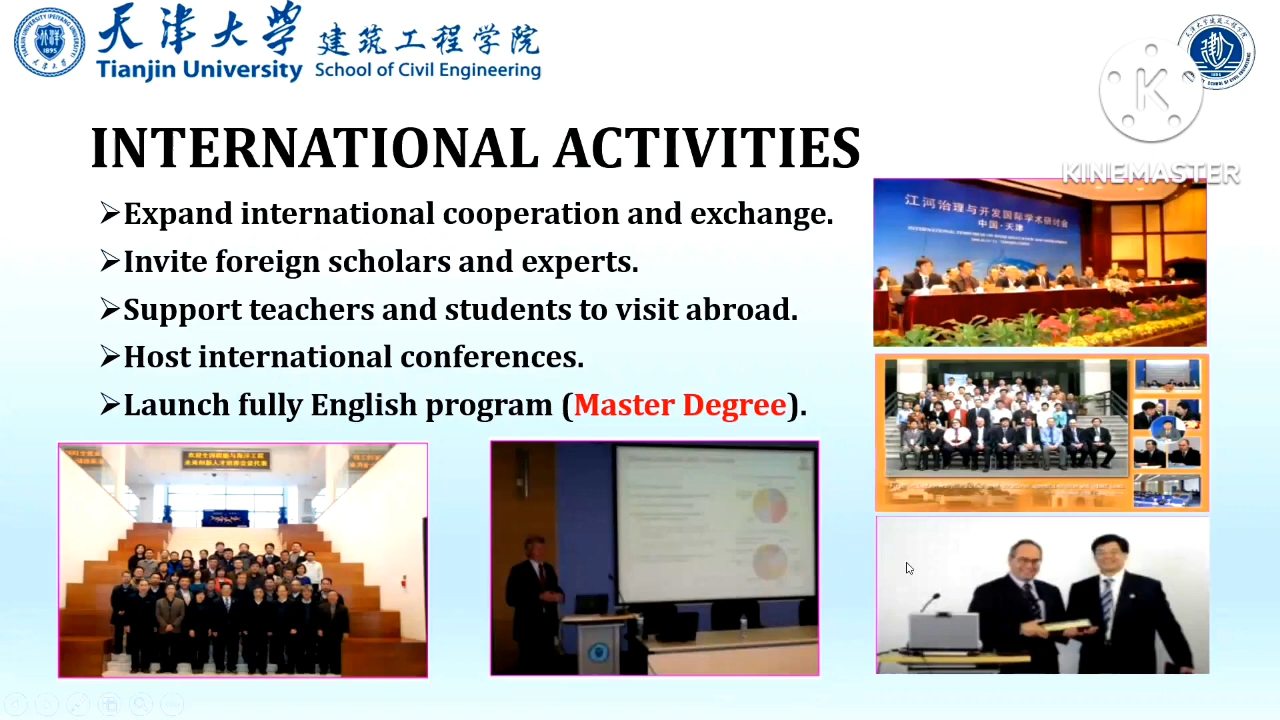 天津大学 建筑工程学院
Tianjin University School of Civil Engineering
1895
KINEMASTER
INTERNATIONAL ACTIVITIES
➢Expand international cooperation and exchange.
➢Invite foreign scholars and experts.
➢Support teachers and students to visit abroad.
➢Host international conferences.
➢Launch fully English program (Master Degree).
江河治理与开发国际学术研讨会
中国·天津